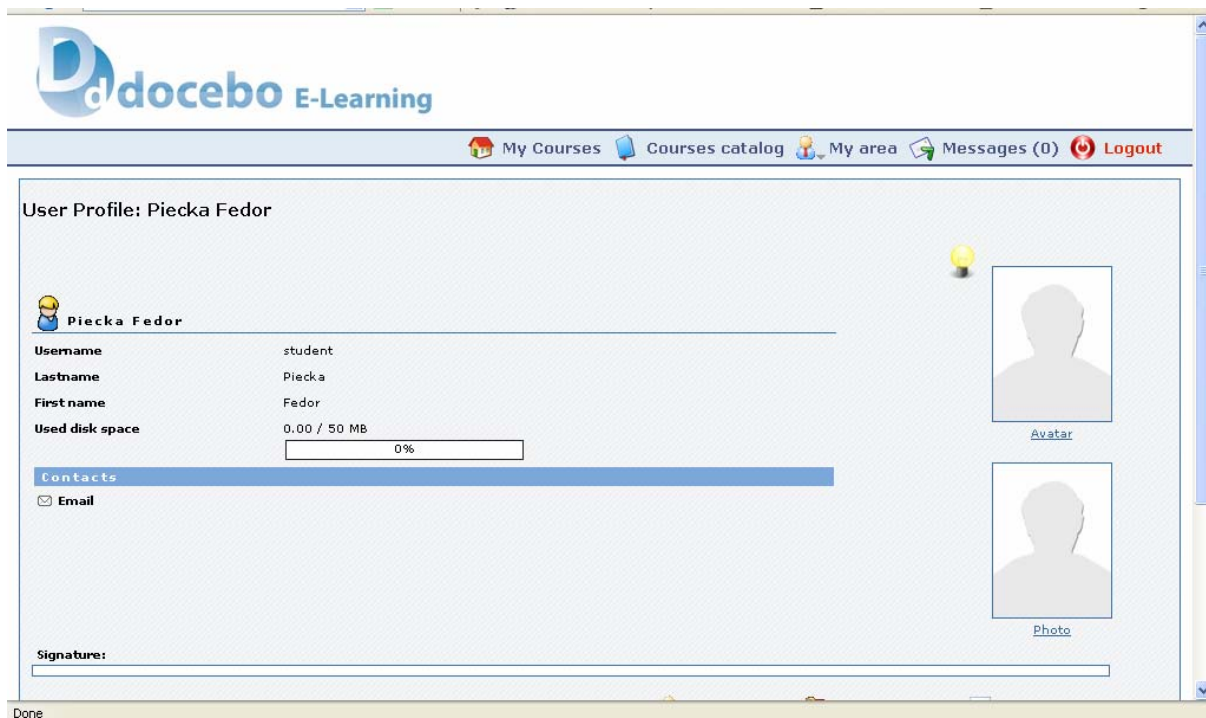 Dd docebo E-Learning
My Courses Courses catalog My area Messages (0) Logout
User Profile: Piecka Fedor
Piecka Fedor
Username student
Lastname Piecka
First name Fedor
Used disk space 0.00 / 50 MB
0%
Avatar
Contacts
Email
Photo
Signature:
Done